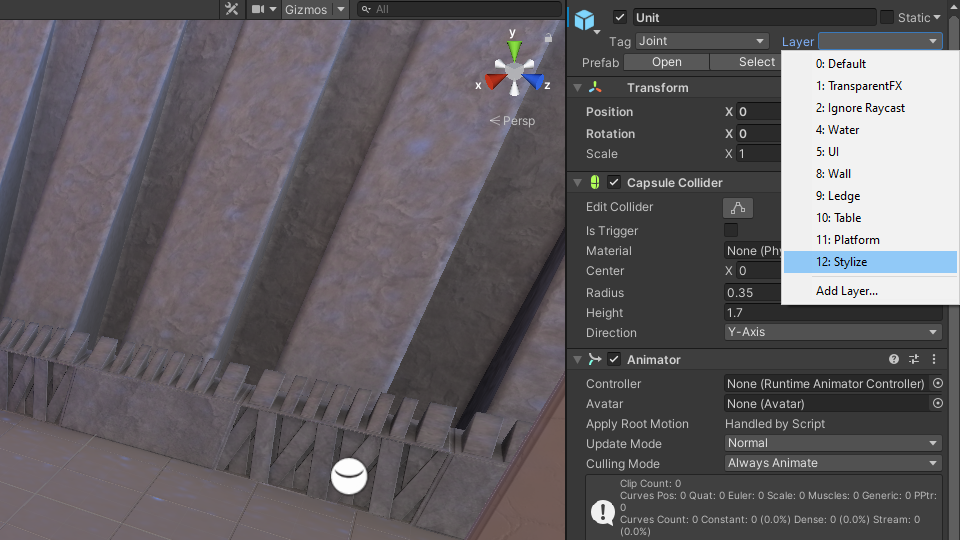 Gizmos
All
Unit
Static
Tag Joint
Layer
Prefab Open Select
0: Default
1: TransparentFX
2: Ignore Raycast
4: Water
5: UI
8: Wall
9: Ledge
10: Table
11: Platform
12: Stylize
Add Layer...
y
x
z
Persp
Transform
Position X 0
Rotation X 0
Scale X 1
Capsule Collider
Edit Collider
Is Trigger
Material None (Phy
Center X 0
Radius 0.35
Height 1.7
Direction Y-Axis
Animator
Controller None (Runtime Animator Controller)
Avatar None (Avatar)
Apply Root Motion Handled by Script
Update Mode Normal
Culling Mode Always Animate
Clip Count: 0
Curves Pos: 0 Quat: 0 Euler: 0 Scale: 0 Muscles: 0 Generic: 0 PPtr:
0
Curves Count: 0 Constant: 0 (0.0%) Dense: 0 (0.0%) Stream: 0
(0.0%)